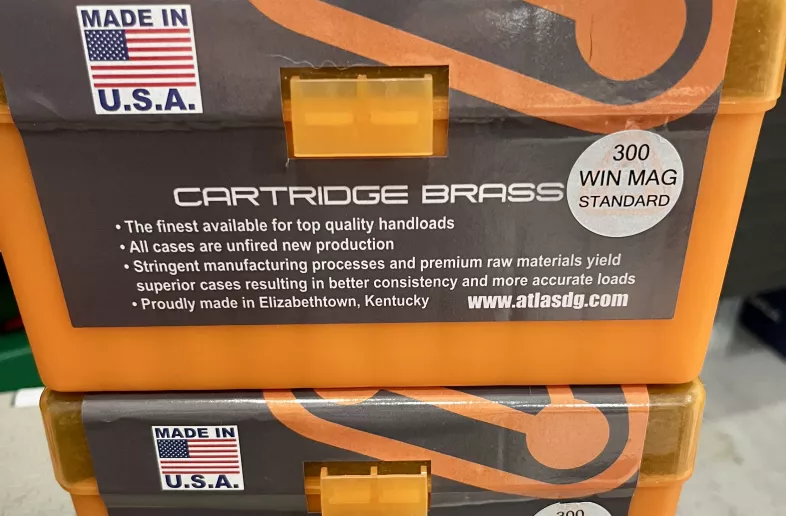 MADE IN
U.S.A.
300
WIN MAG
STANDARD
CARTRIDGE BRASS
• The finest available for top quality handloads
• All cases are unfired new production
• Stringent manufacturing processes and premium raw materials yield
superior cases resulting in better consistency and more accurate loads
• Proudly made in Elizabethtown, Kentucky www.atlasdg.com
MADE IN
U.S.A.
300